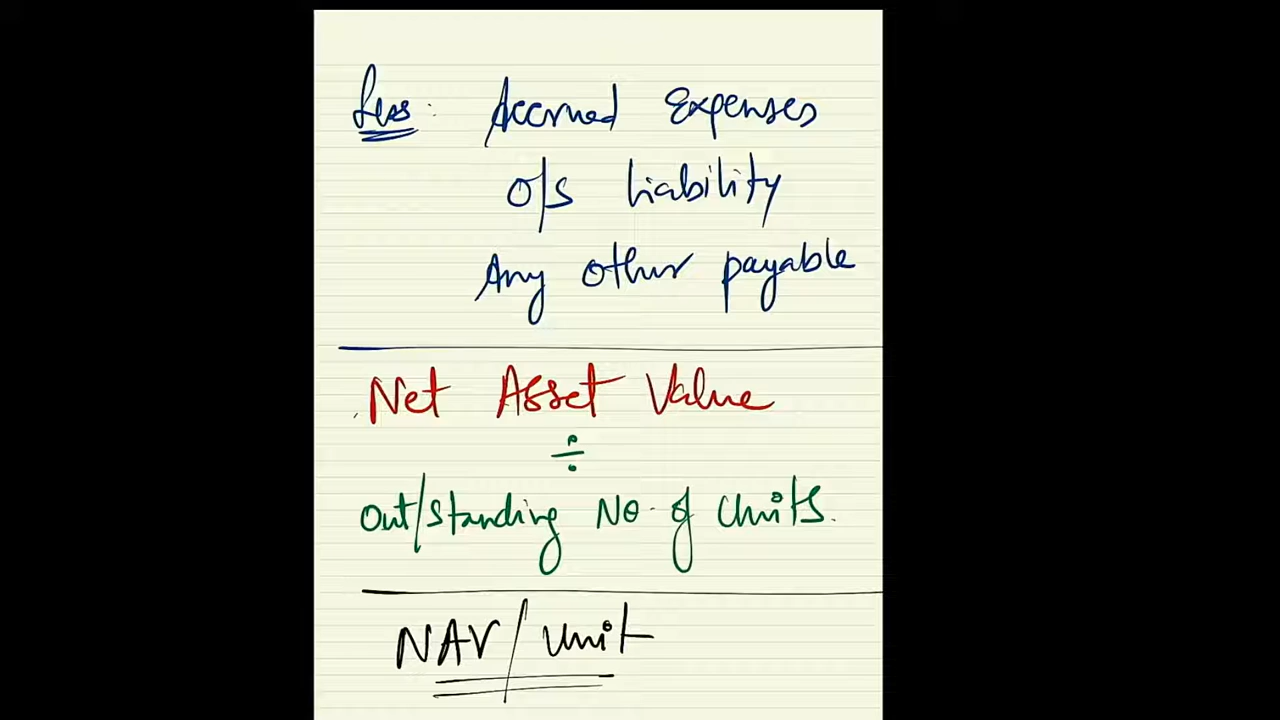 Less: Accrued Expenses
O/s liability
Any other payable
Net Asset Value
÷
Out/standing No. of Units.
NAV/Unit